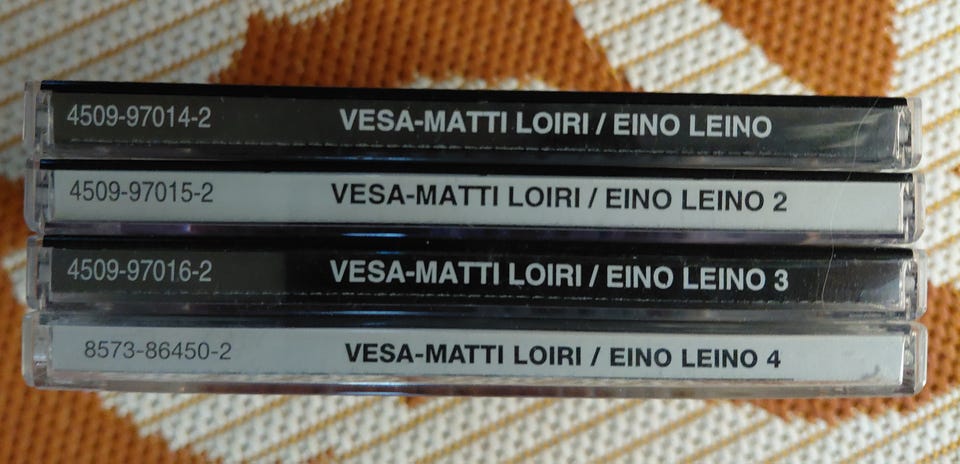 4509-97014-2 VESA-MATTI LOIRI / EINO LEINO
4509-97015-2 VESA-MATTI LOIRI / EINO LEINO 2
4509-97016-2 VESA-MATTI LOIRI / EINO LEINO 3
8573-86450-2 VESA-MATTI LOIRI / EINO LEINO 4